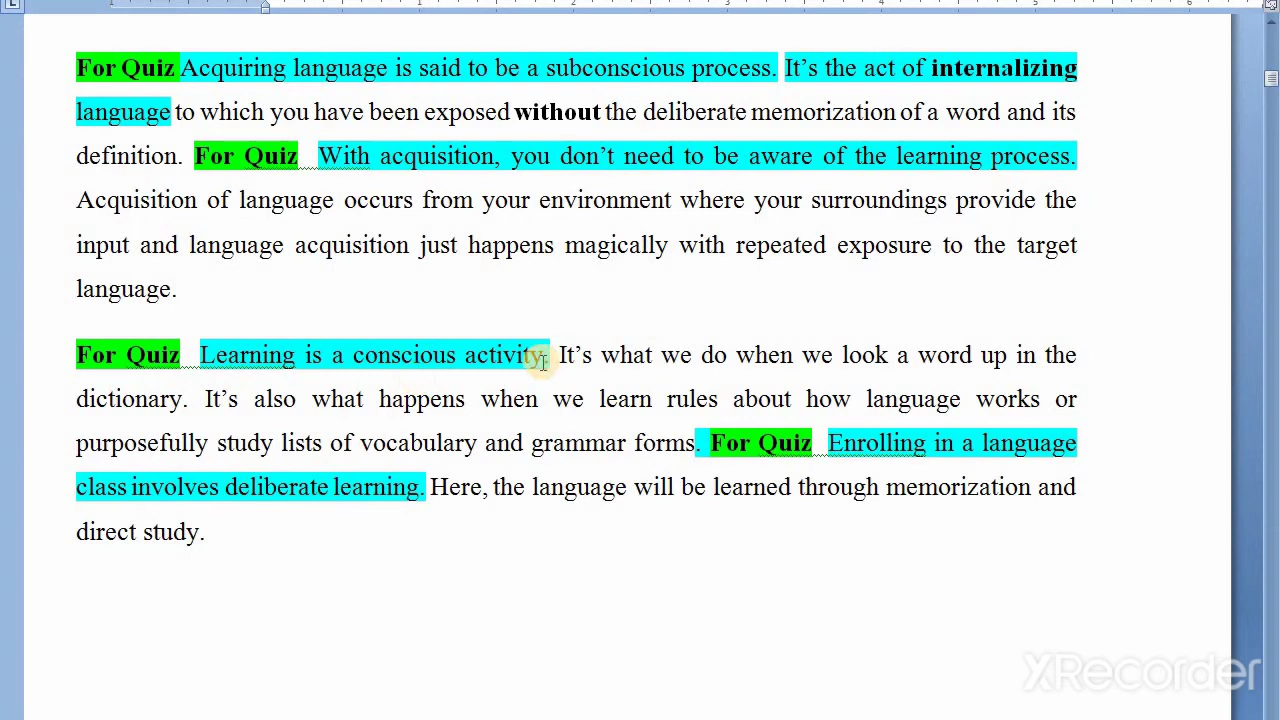 For Quiz Acquiring language is said to be a subconscious process. It’s the act of internalizing
language to which you have been exposed without the deliberate memorization of a word and its
definition. For Quiz With acquisition, you don’t need to be aware of the learning process.
Acquisition of language occurs from your environment where your surroundings provide the
input and language acquisition just happens magically with repeated exposure to the target
language.
For Quiz Learning is a conscious activity. It’s what we do when we look a word up in the
dictionary. It’s also what happens when we learn rules about how language works or
purposefully study lists of vocabulary and grammar forms. For Quiz Enrolling in a language
class involves deliberate learning. Here, the language will be learned through memorization and
direct study.
XRecorder